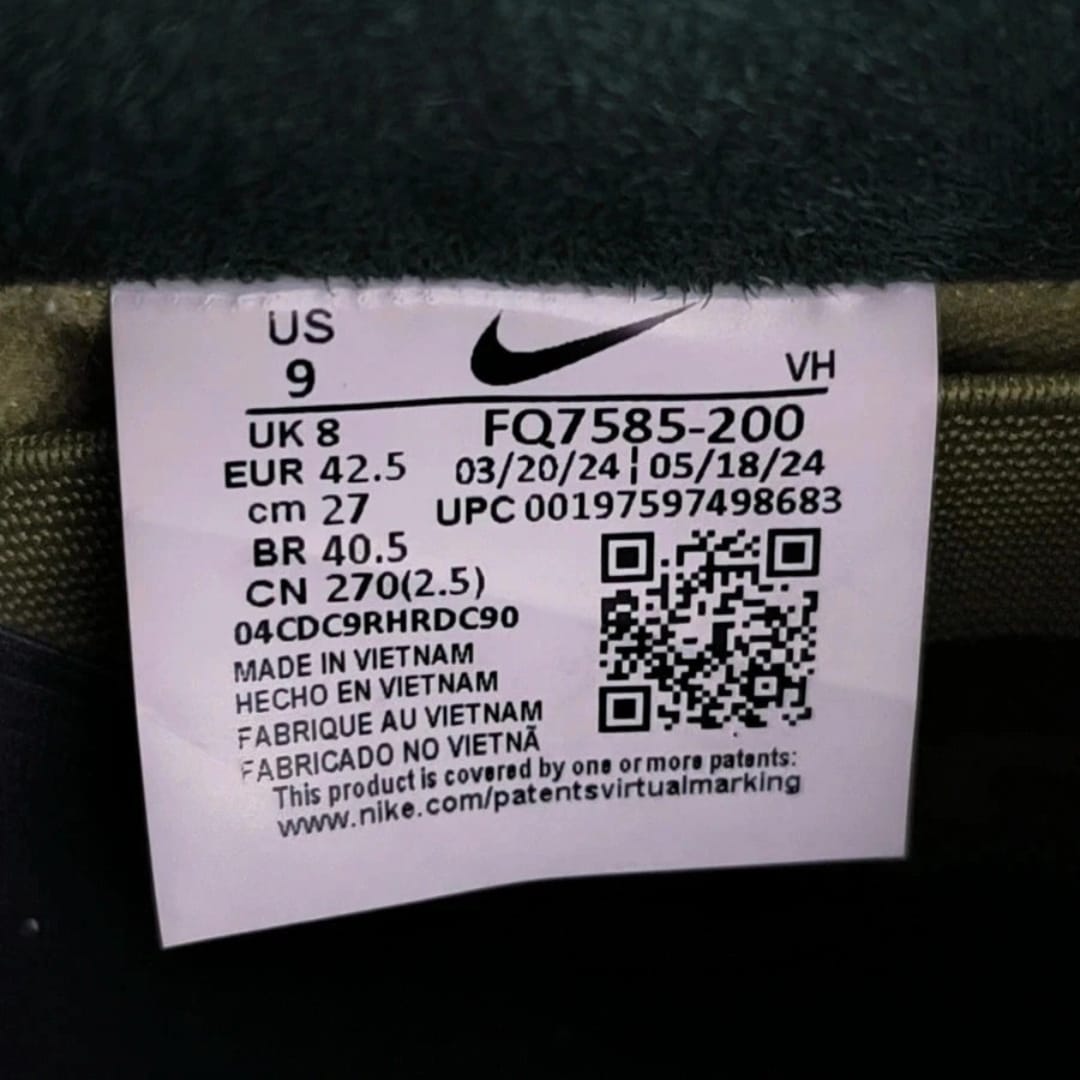 US
9
VH
UK 8
FQ7585-200
EUR 42.5
03/20/24 ¦ 05/18/24
cm 27
UPC 00197597498683
BR 40.5
CN 270(2.5)
04CDC9RHRDC90
MADE IN VIETNAM
HECHO EN VIETNAM
FABRIQUE AU VIETNAM
FABRICADO NO VIETNÃ
This product is covered by one or more patents:
www.nike.com/patentsvirtualmarking